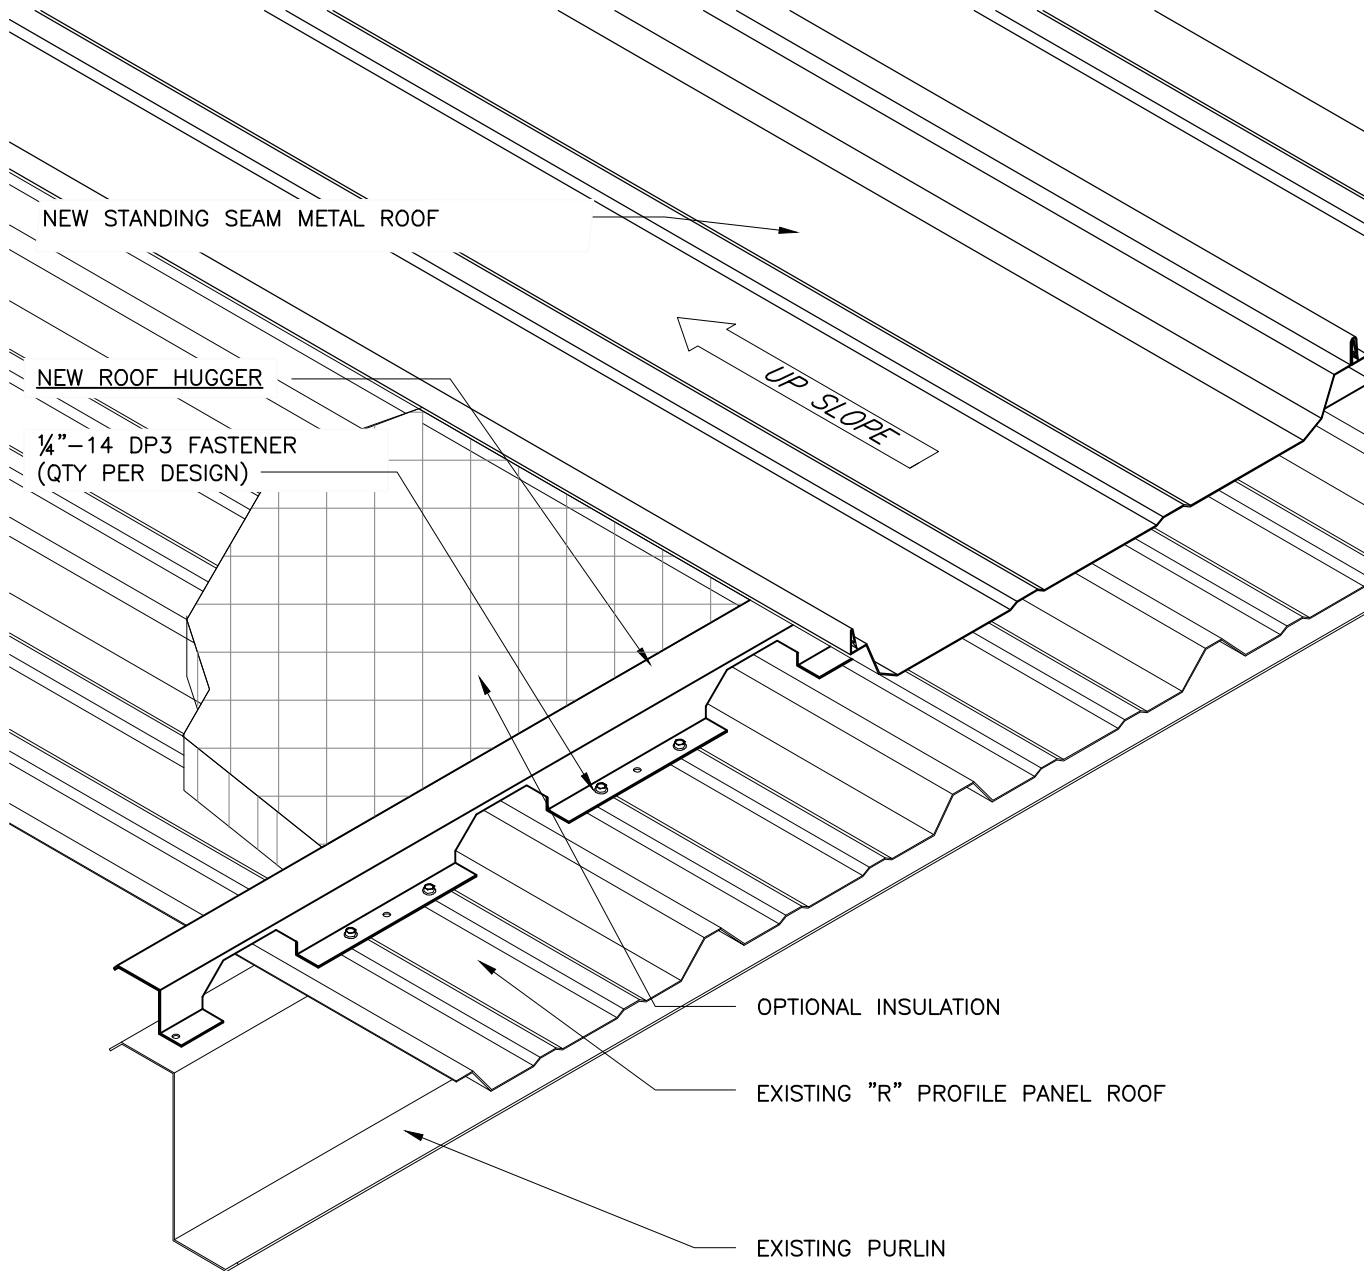 NEW STANDING SEAM METAL ROOF
NEW ROOF HUGGER
¼"-14 DP3 FASTENER
(QTY PER DESIGN)
UP SLOPE
OPTIONAL INSULATION
EXISTING "R" PROFILE PANEL ROOF
EXISTING PURLIN